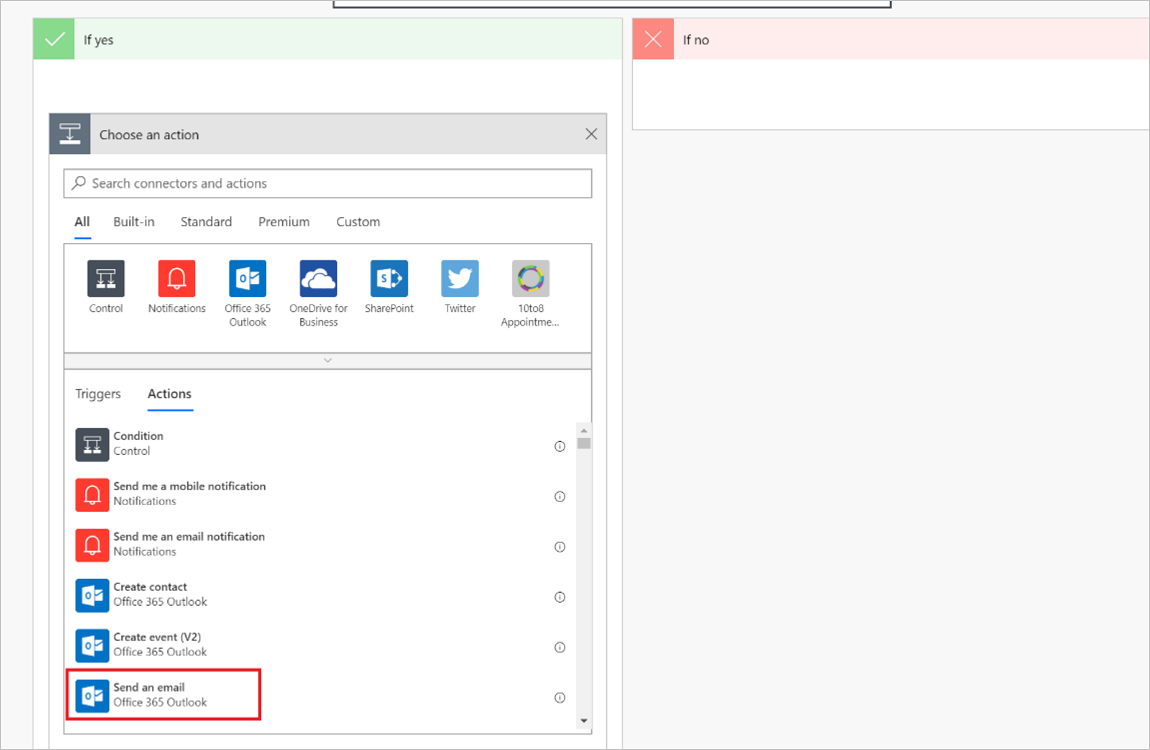 If yes
If no
Choose an action
Search connectors and actions
All Built-in Standard Premium Custom
Control Notifications Office 365 OneDrive for SharePoint Twitter 10to8
Outlook Business Appointme...
Triggers Actions
Condition
Control
Send me a mobile notification
Notifications
Send me an email notification
Notifications
Create contact
Office 365 Outlook
Create event (V2)
Office 365 Outlook
Send an email
Office 365 Outlook